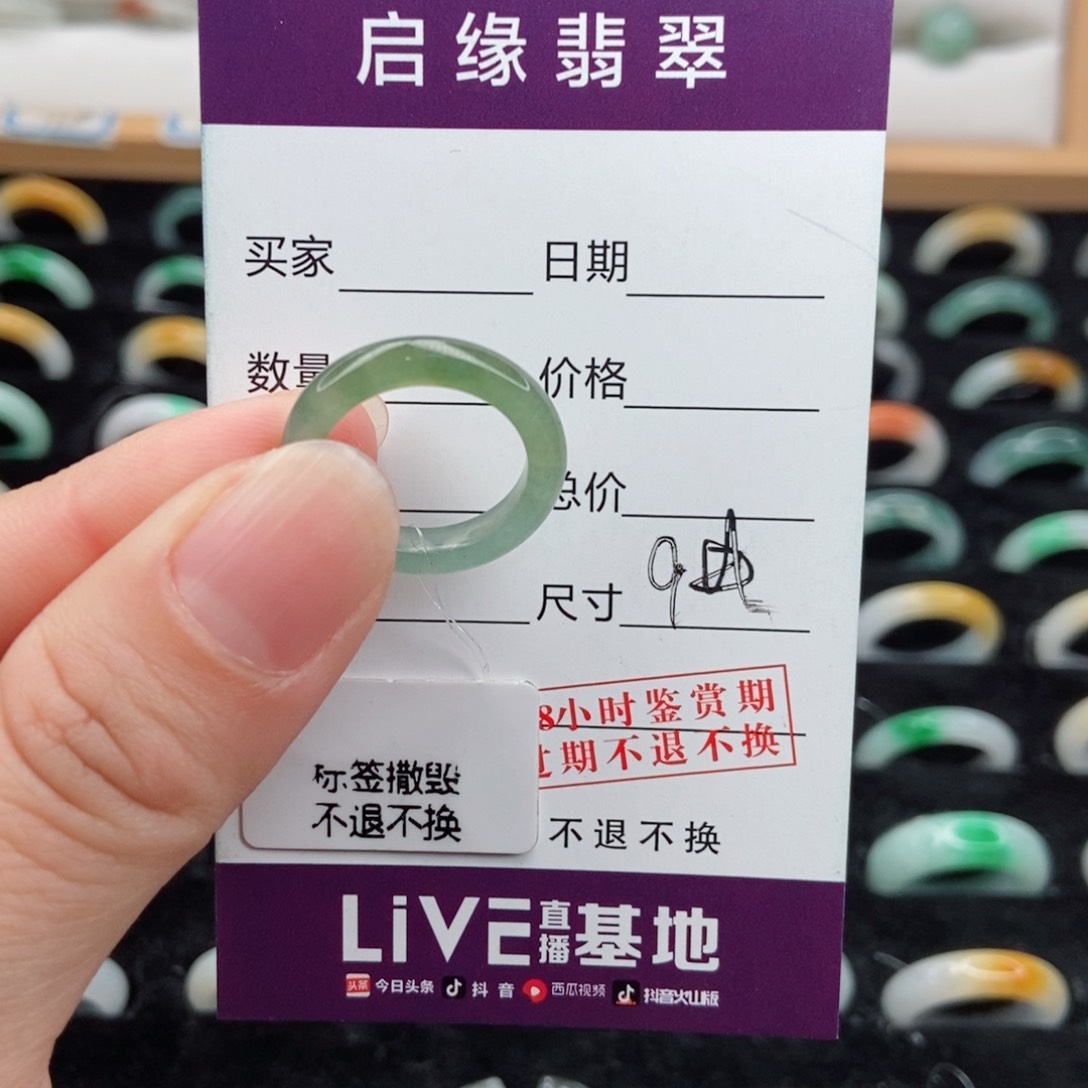 启缘翡翠
买家 日期
数量 价格
总价
尺寸
8小时鉴赏期
过期不退不换
标签撒毁
不退不换
不退不换
LiVE直播基地
头条 今日头条 抖音 西瓜视频 抖音火山版